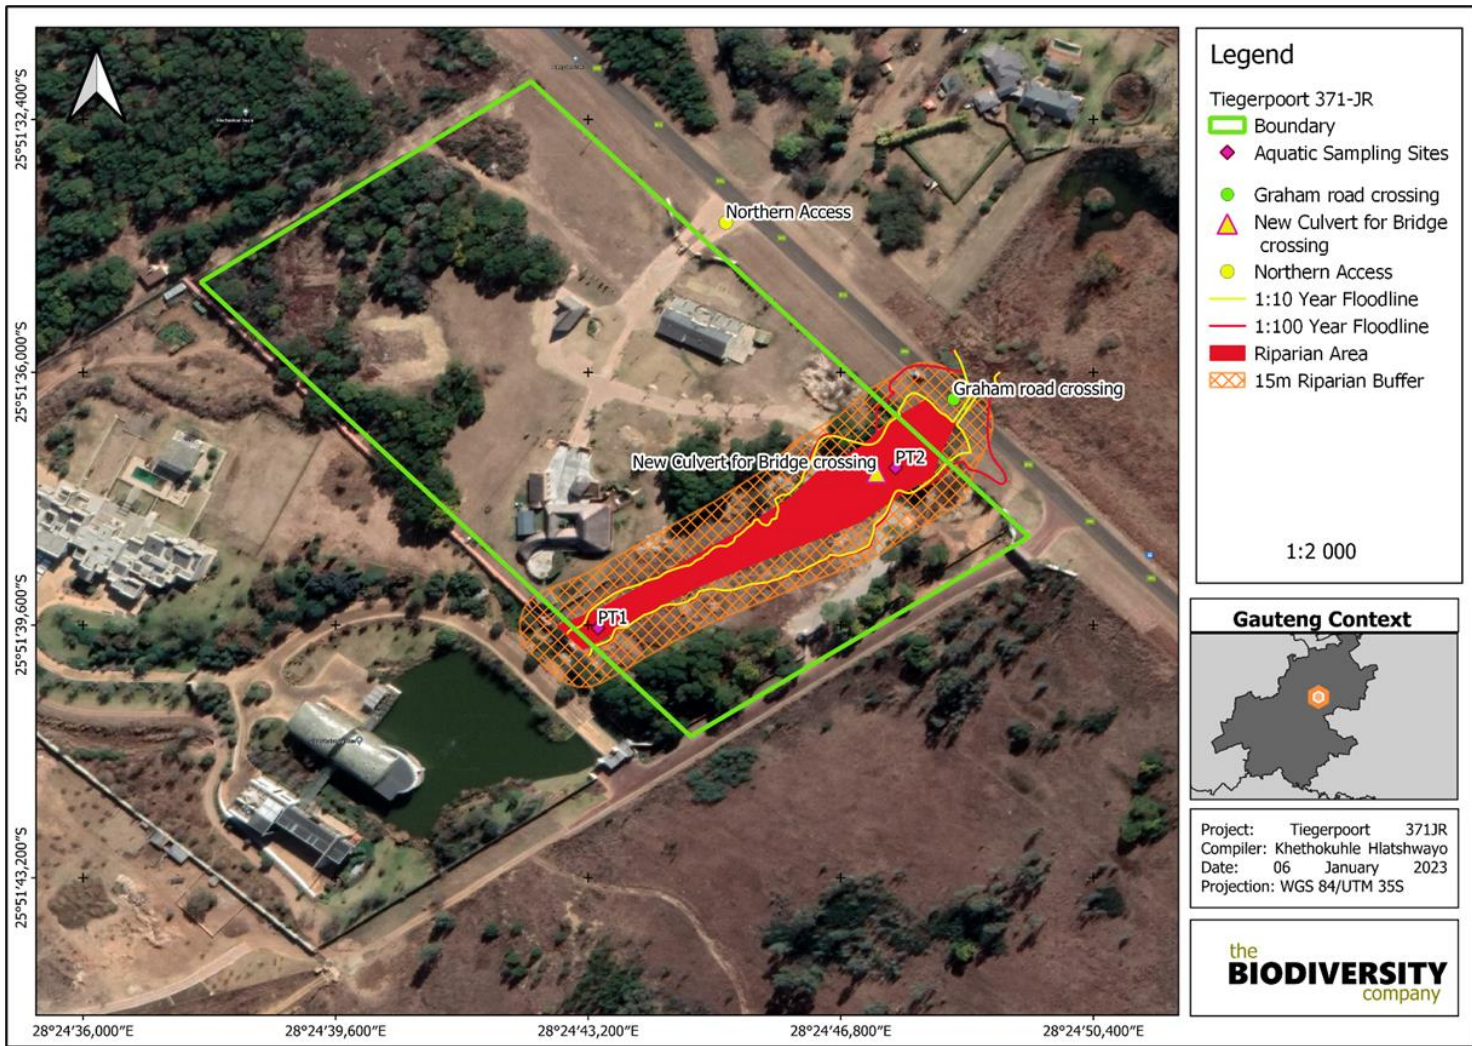 Legend
Tiegerpoort 371-JR
Boundary
Aquatic Sampling Sites
Graham road crossing
New Culvert for Bridge
crossing
Northern Access
1:10 Year Floodline
1:100 Year Floodline
Riparian Area
15m Riparian Buffer
1:2 000
Gauteng Context
Project: Tiegerpoort 371JR
Compiler: Khethokuhle Hlatshwayo
Date: 06 January 2023
Projection: WGS 84/UTM 35S
the
BIODIVERSITY
company
Northern Access
Graham road crossing
New Culvert for Bridge crossing
PT2
PT1
25°51′32,400″S
25°51′36,000″S
25°51′39,600″S
25°51′43,200″S
28°24′36,000″E
28°24′39,600″E
28°24′43,200″E
28°24′46,800″E
28°24′50,400″E